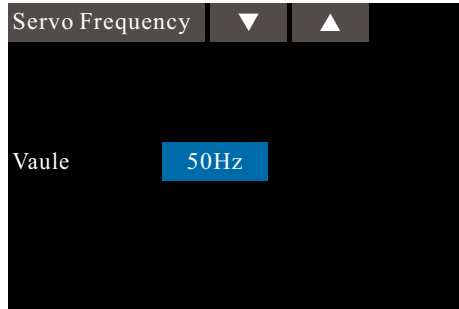 Servo Frequency ▼ ▲
Vaule 50Hz